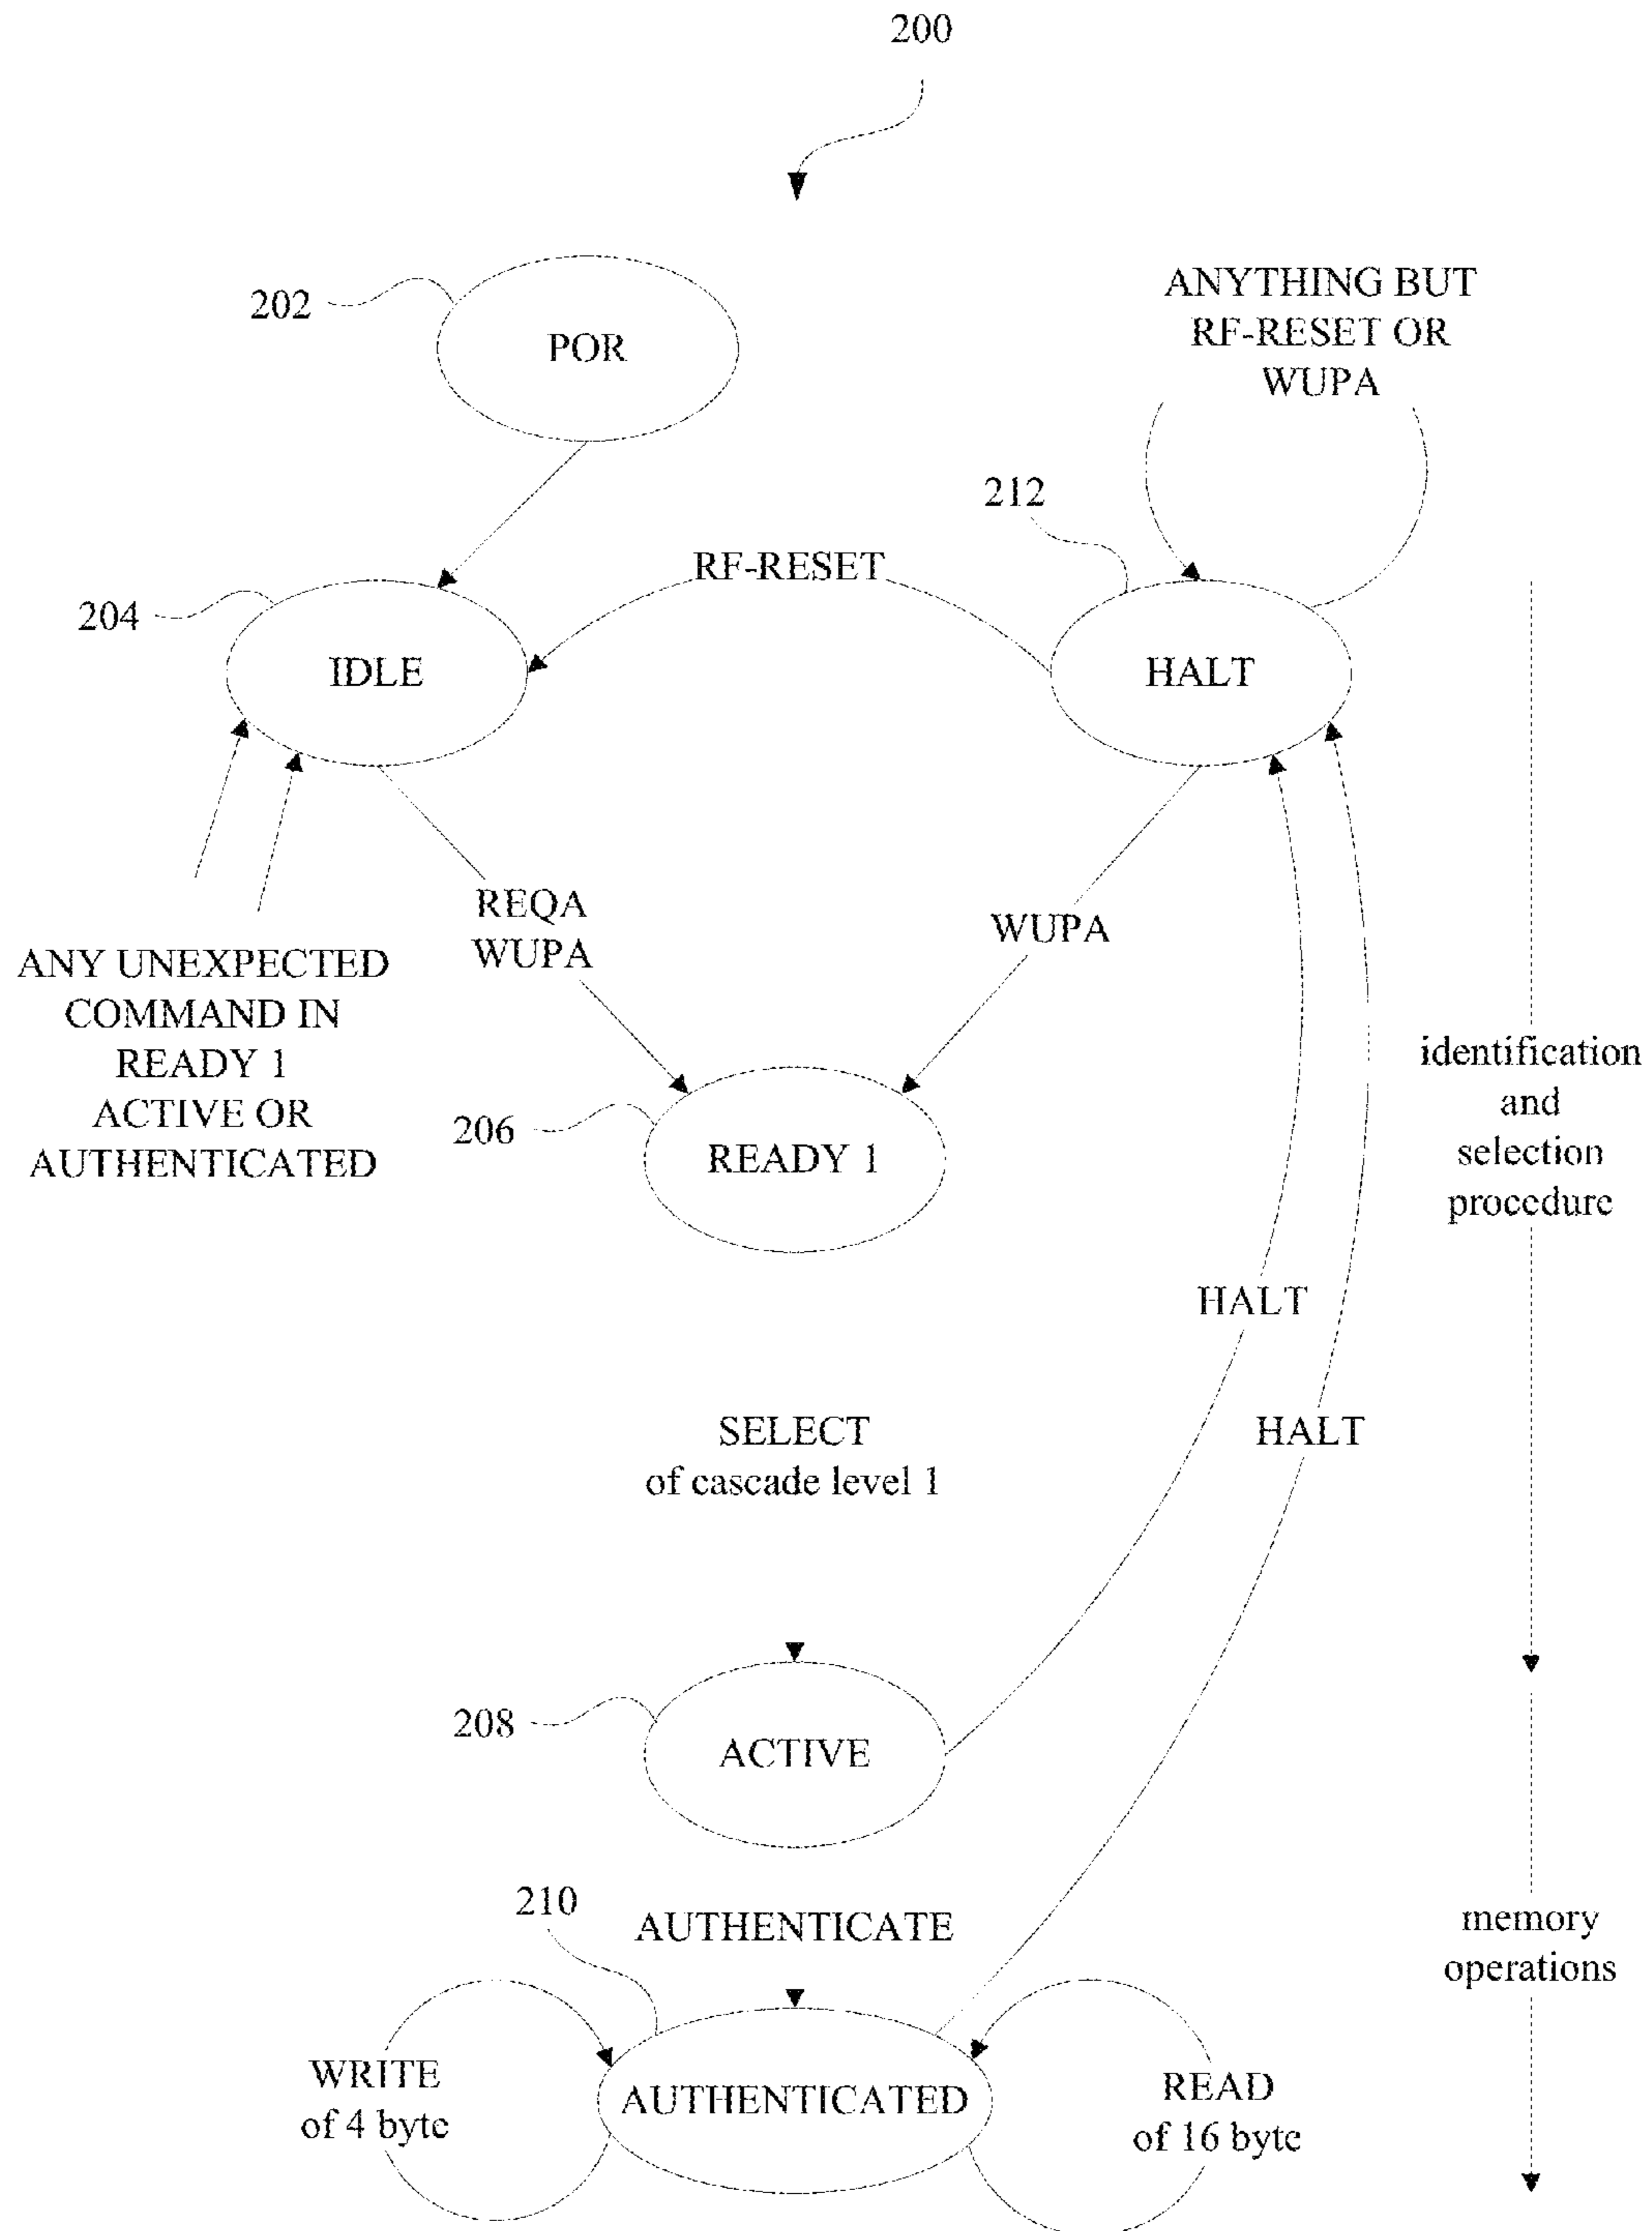 200
202
POR
ANYTHING BUT
RF-RESET OR
WUPA
212
RF-RESET
204
IDLE
HALT
REQA
WUPA
WUPA
ANY UNEXPECTED
COMMAND IN
READY 1
ACTIVE OR
AUTHENTICATED
identification
and
selection
procedure
206
READY 1
HALT
HALT
SELECT
of cascade level 1
208
ACTIVE
210
AUTHENTICATE
memory
operations
WRITE
of 4 byte
AUTHENTICATED
READ
of 16 byte